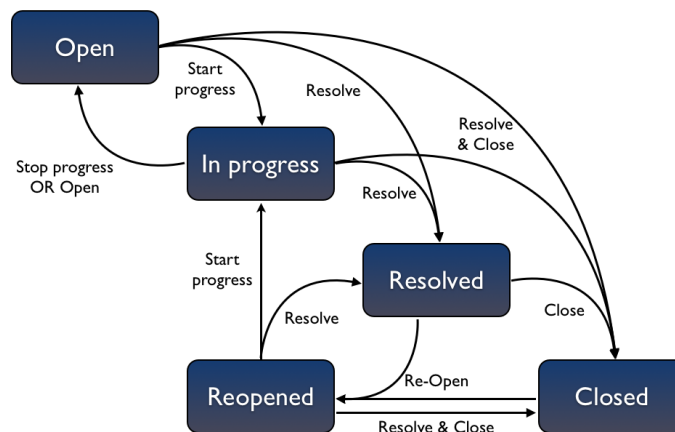 Open
Start
progress
Resolve
Resolve
& Close
Stop progress
OR Open
In progress
Resolve
Start
progress
Resolved
Resolve
Close
Re-Open
Reopened
Closed
Resolve & Close